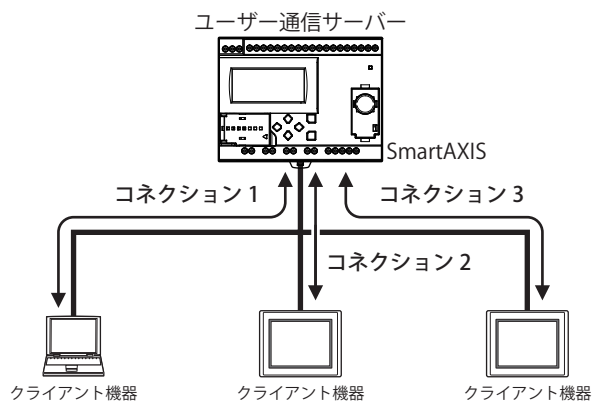 ユーザー通信サーバー
SmartAXIS
コネクション 1
コネクション 3
コネクション 2
クライアント機器
クライアント機器
クライアント機器